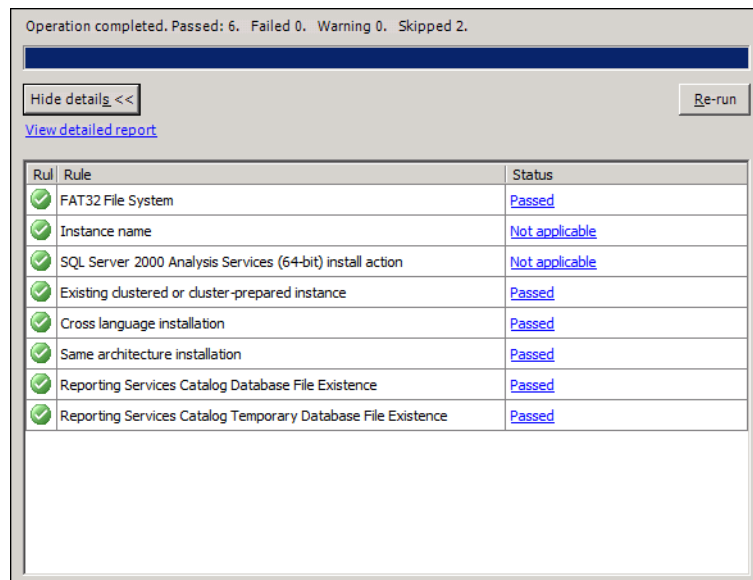 Operation completed. Passed: 6. Failed 0. Warning 0. Skipped 2.
Hide details <<
Re-run
View detailed report
Rul Rule Status
FAT32 File System Passed
Instance name Not applicable
SQL Server 2000 Analysis Services (64-bit) install action Not applicable
Existing clustered or cluster-prepared instance Passed
Cross language installation Passed
Same architecture installation Passed
Reporting Services Catalog Database File Existence Passed
Reporting Services Catalog Temporary Database File Existence Passed